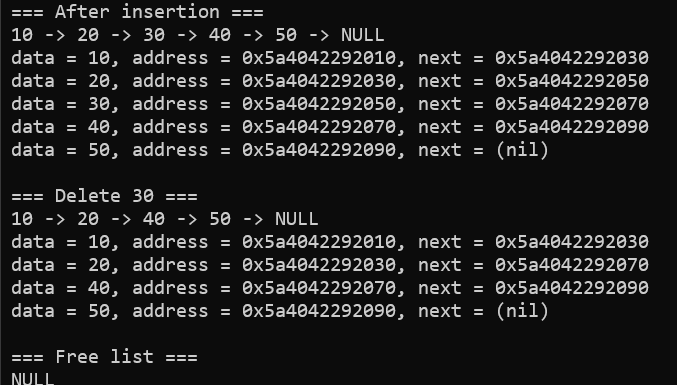 === After insertion ===
10 -> 20 -> 30 -> 40 -> 50 -> NULL
data = 10, address = 0x5a4042292010, next = 0x5a4042292030
data = 20, address = 0x5a4042292030, next = 0x5a4042292050
data = 30, address = 0x5a4042292050, next = 0x5a4042292070
data = 40, address = 0x5a4042292070, next = 0x5a4042292090
data = 50, address = 0x5a4042292090, next = (nil)
=== Delete 30 ===
10 -> 20 -> 40 -> 50 -> NULL
data = 10, address = 0x5a4042292010, next = 0x5a4042292030
data = 20, address = 0x5a4042292030, next = 0x5a4042292070
data = 40, address = 0x5a4042292070, next = 0x5a4042292090
data = 50, address = 0x5a4042292090, next = (nil)
=== Free list ===
NULL